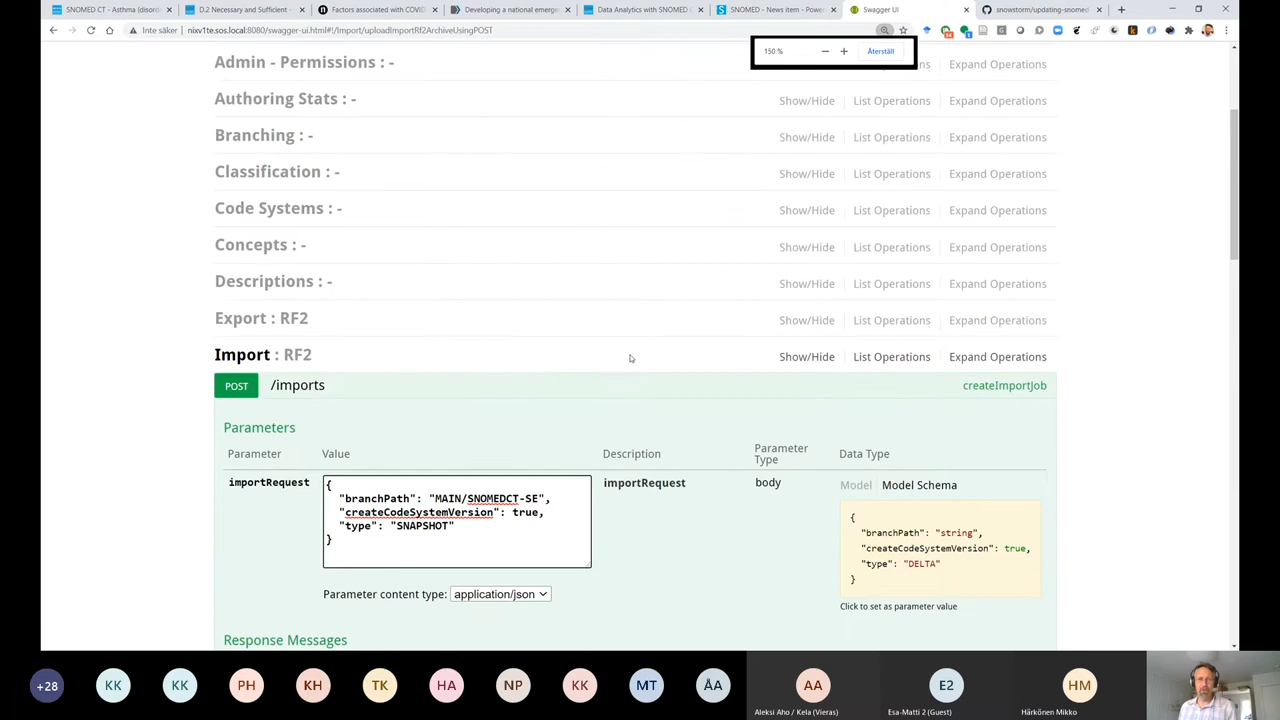 SNOMED CT - Asthma (disord
D.2 Necessary and Sufficient -
Factors associated with COVID
Developing a national emerge
Data Analytics with SNOMED C
SNOMED - News item - Power
Swagger UI
snowstorm/updating-snomed
Inte säker
nixv1te.sos.local:8080/swagger-ui.html#!/Import/uploadImportRf2ArchiveUsingPOST
150 %
Återställ
Admin - Permissions : -
Expand Operations
Authoring Stats : -
Show/Hide
List Operations
Expand Operations
Branching : -
Show/Hide
List Operations
Expand Operations
Classification : -
Show/Hide
List Operations
Expand Operations
Code Systems : -
Show/Hide
List Operations
Expand Operations
Concepts : -
Show/Hide
List Operations
Expand Operations
Descriptions : -
Show/Hide
List Operations
Expand Operations
Export : RF2
Show/Hide
List Operations
Expand Operations
Import : RF2
Show/Hide
List Operations
Expand Operations
POST
/imports
createImportJob
Parameters
Parameter
Value
Description
Parameter
Type
Data Type
importRequest
{
"branchPath": "MAIN/SNOMEDCT-SE",
"createCodeSystemVersion": true,
"type": "SNAPSHOT"
}
importRequest
body
Model
Model Schema
{
"branchPath": "string",
"createCodeSystemVersion": true,
"type": "DELTA"
}
Parameter content type:
application/json
Click to set as parameter value
Response Messages
+28
KK
KK
PH
KH
TK
HA
NP
KK
MT
ÅA
AA
E2
HM
Aleksi Aho / Kela (Vieras)
Esa-Matti 2 (Guest)
Härkönen Mikko